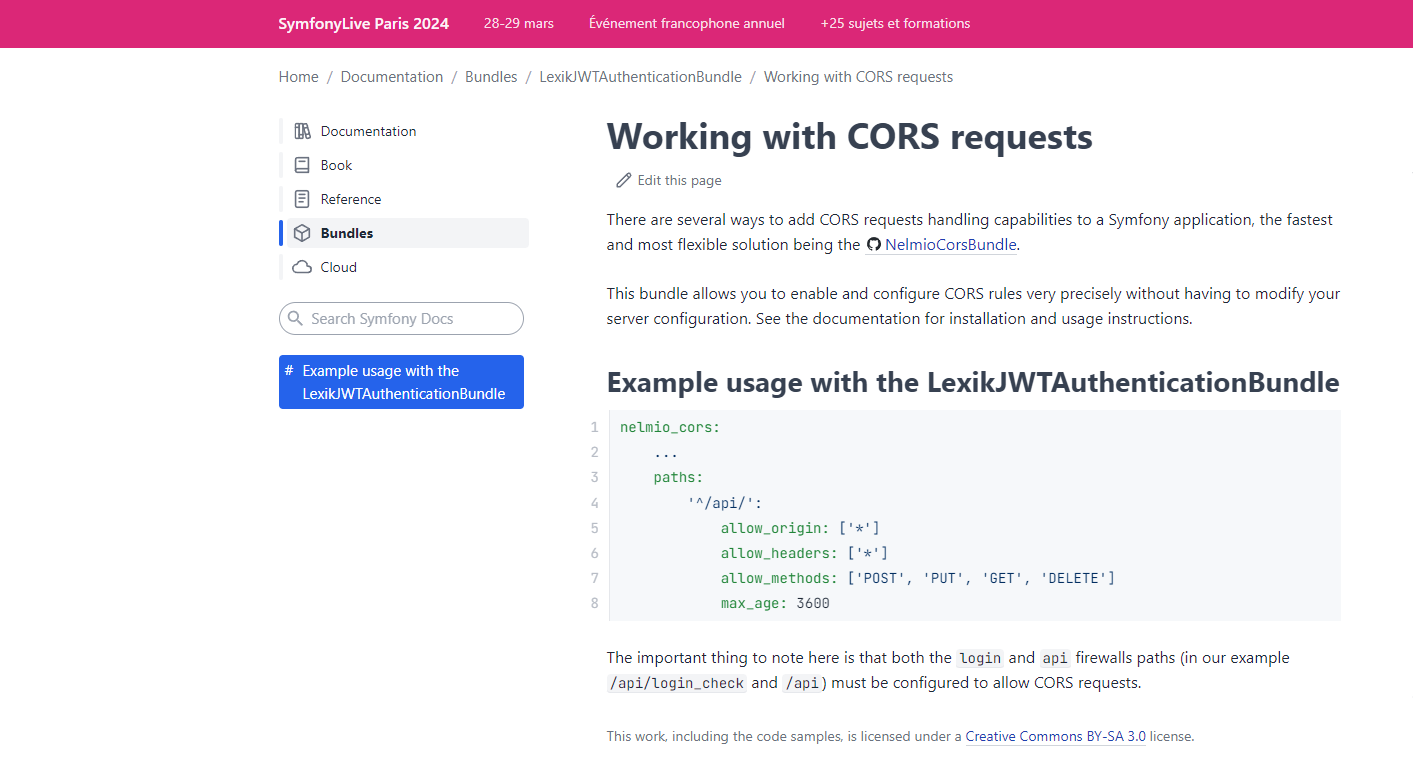 SymfonyLive Paris 2024 28-29 mars Événement francophone annuel +25 sujets et formations
Home / Documentation / Bundles / LexikJWTAuthenticationBundle / Working with CORS requests
Documentation
Book
Reference
Bundles
Cloud
Search Symfony Docs
# Example usage with the
LexikJWTAuthenticationBundle
Working with CORS requests
Edit this page
There are several ways to add CORS requests handling capabilities to a Symfony application, the fastest
and most flexible solution being the NelmioCorsBundle.
This bundle allows you to enable and configure CORS rules very precisely without having to modify your
server configuration. See the documentation for installation and usage instructions.
Example usage with the LexikJWTAuthenticationBundle
1 nelmio_cors:
2     ...
3     paths:
4         '^/api/':
5             allow_origin: ['*']
6             allow_headers: ['*']
7             allow_methods: ['POST', 'PUT', 'GET', 'DELETE']
8             max_age: 3600
The important thing to note here is that both the login and api firewalls paths (in our example
/api/login_check and /api) must be configured to allow CORS requests.
This work, including the code samples, is licensed under a Creative Commons BY-SA 3.0 license.